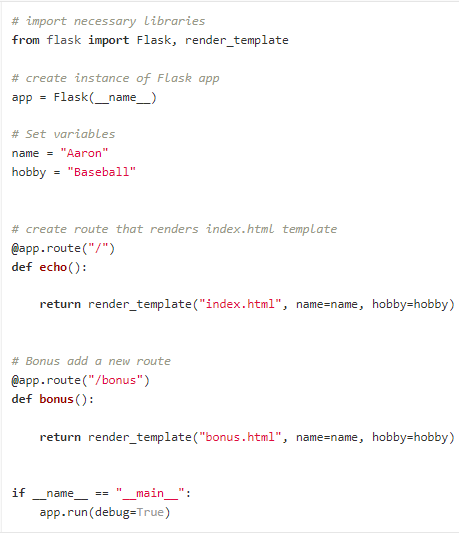 # import necessary libraries
from flask import Flask, render_template
# create instance of Flask app
app = Flask(__name__)
# Set variables
name = "Aaron"
hobby = "Baseball"
# create route that renders index.html template
@app.route("/")
def echo():
return render_template("index.html", name=name, hobby=hobby)
# Bonus add a new route
@app.route("/bonus")
def bonus():
return render_template("bonus.html", name=name, hobby=hobby)
if __name__ == "__main__":
app.run(debug=True)